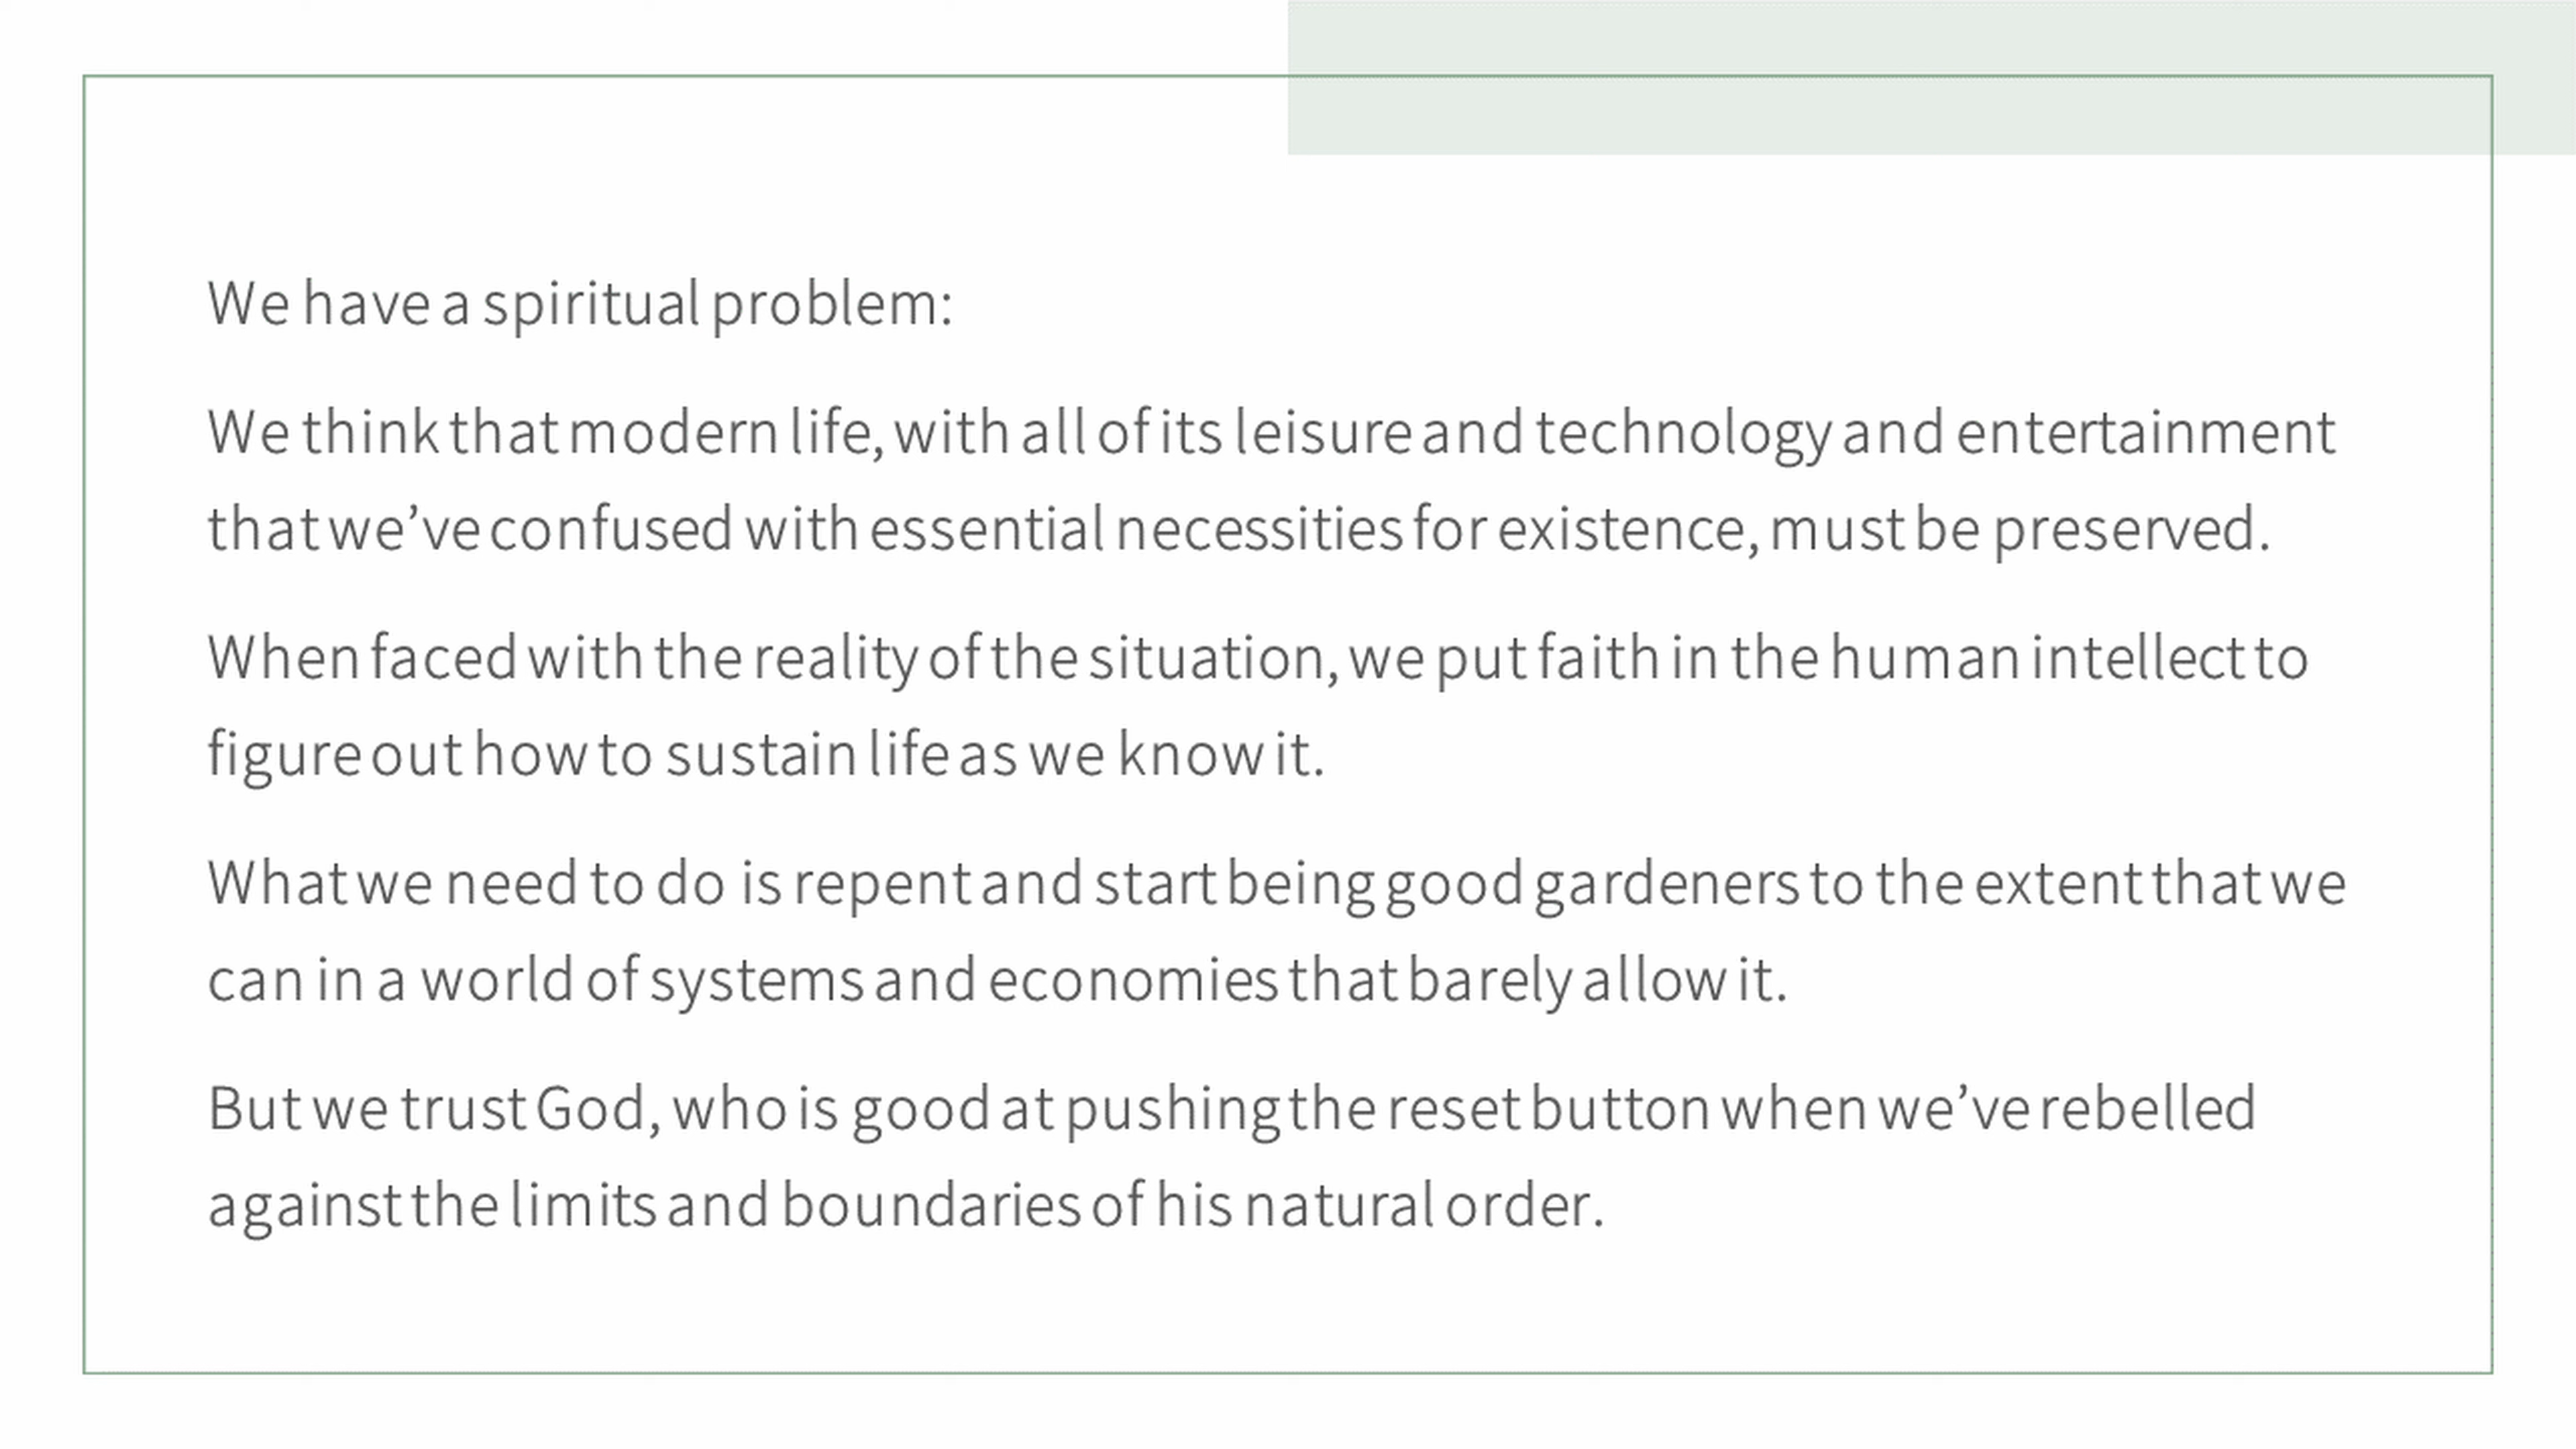 We have a spiritual problem:
We think that modern life, with all of its leisure and technology and entertainment
that we’ve confused with essential necessities for existence, must be preserved.
When faced with the reality of the situation, we put faith in the human intellect to
figure out how to sustain life as we know it.
What we need to do is repent and start being good gardeners to the extent that we
can in a world of systems and economies that barely allow it.
But we trust God, who is good at pushing the reset button when we’ve rebelled
against the limits and boundaries of his natural order.